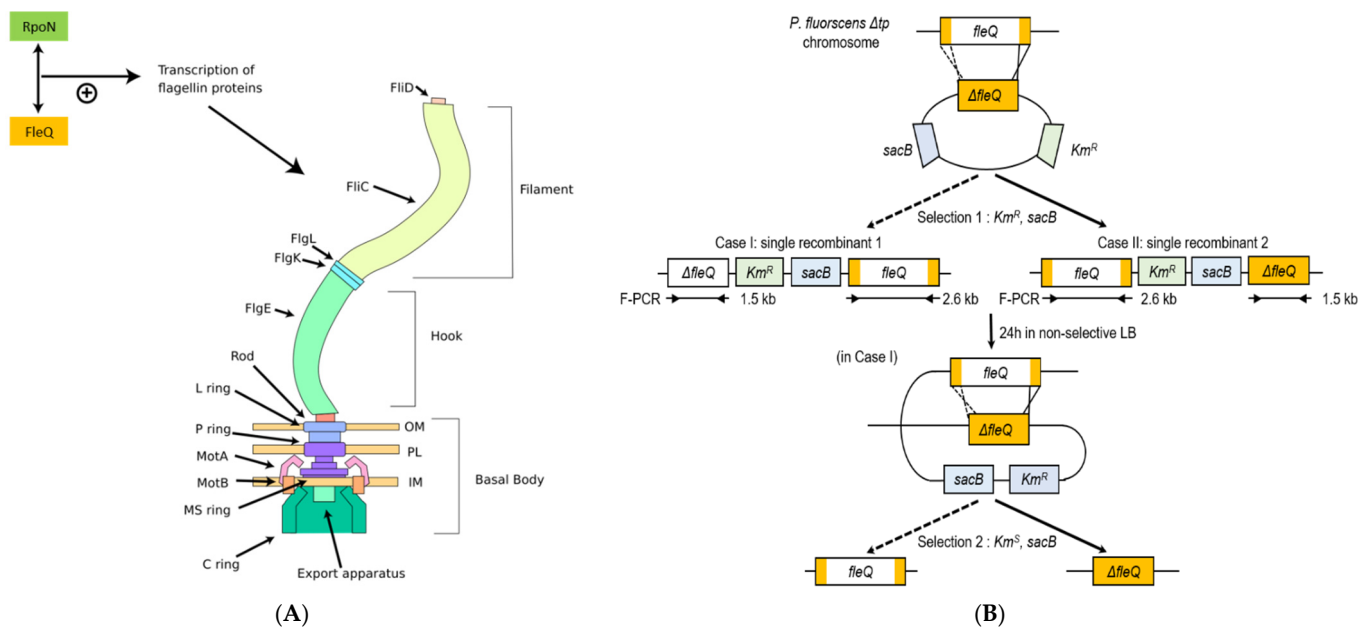 RpoN
FleQ
Transcription of
flagellin proteins
FliD
FliC
Filament
FlgL
FlgK
FlgE
Hook
Rod
L ring
P ring
MotA
MotB
MS ring
C ring
OM
PL
IM
Basal Body
Export apparatus
(A)
P. fluorscens Δtp
chromosome
fleQ
ΔfleQ
sacB
KmR
Selection 1 : KmR, sacB
Case I: single recombinant 1
ΔfleQ
KmR
sacB
fleQ
F-PCR
1.5 kb
2.6 kb
Case II: single recombinant 2
fleQ
KmR
sacB
ΔfleQ
F-PCR
2.6 kb
1.5 kb
24h in non-selective LB
(in Case I)
fleQ
ΔfleQ
sacB
KmR
Selection 2 : KmS, sacB
fleQ
ΔfleQ
(B)